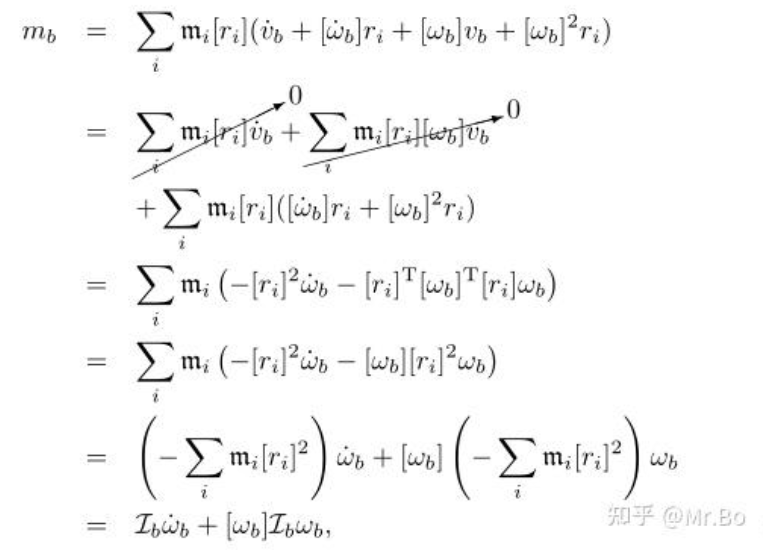 m_b = \sum_i \mathfrak{m}_i[r_i](\dot{v}_b + [\dot{\omega}_b]r_i + [\omega_b]v_b + [\omega_b]^2 r_i)
= \sum_i \mathfrak{m}_i[r_i]\dot{v}_b → 0 + \sum_i \mathfrak{m}_i[r_i][\omega_b]v_b → 0
+ \sum_i \mathfrak{m}_i[r_i]([\dot{\omega}_b]r_i + [\omega_b]^2 r_i)
= \sum_i \mathfrak{m}_i (-[r_i]^2\dot{\omega}_b - [r_i]^T[\omega_b]^T[r_i]\omega_b)
= \sum_i \mathfrak{m}_i (-[r_i]^2\dot{\omega}_b - [\omega_b][r_i]^2\omega_b)
= (-\sum_i \mathfrak{m}_i[r_i]^2) \dot{\omega}_b + [\omega_b] (-\sum_i \mathfrak{m}_i[r_i]^2) \omega_b
= \mathcal{I}_b\dot{\omega}_b + [\omega_b]\mathcal{I}_b\omega_b,
知乎 @Mr.Bo